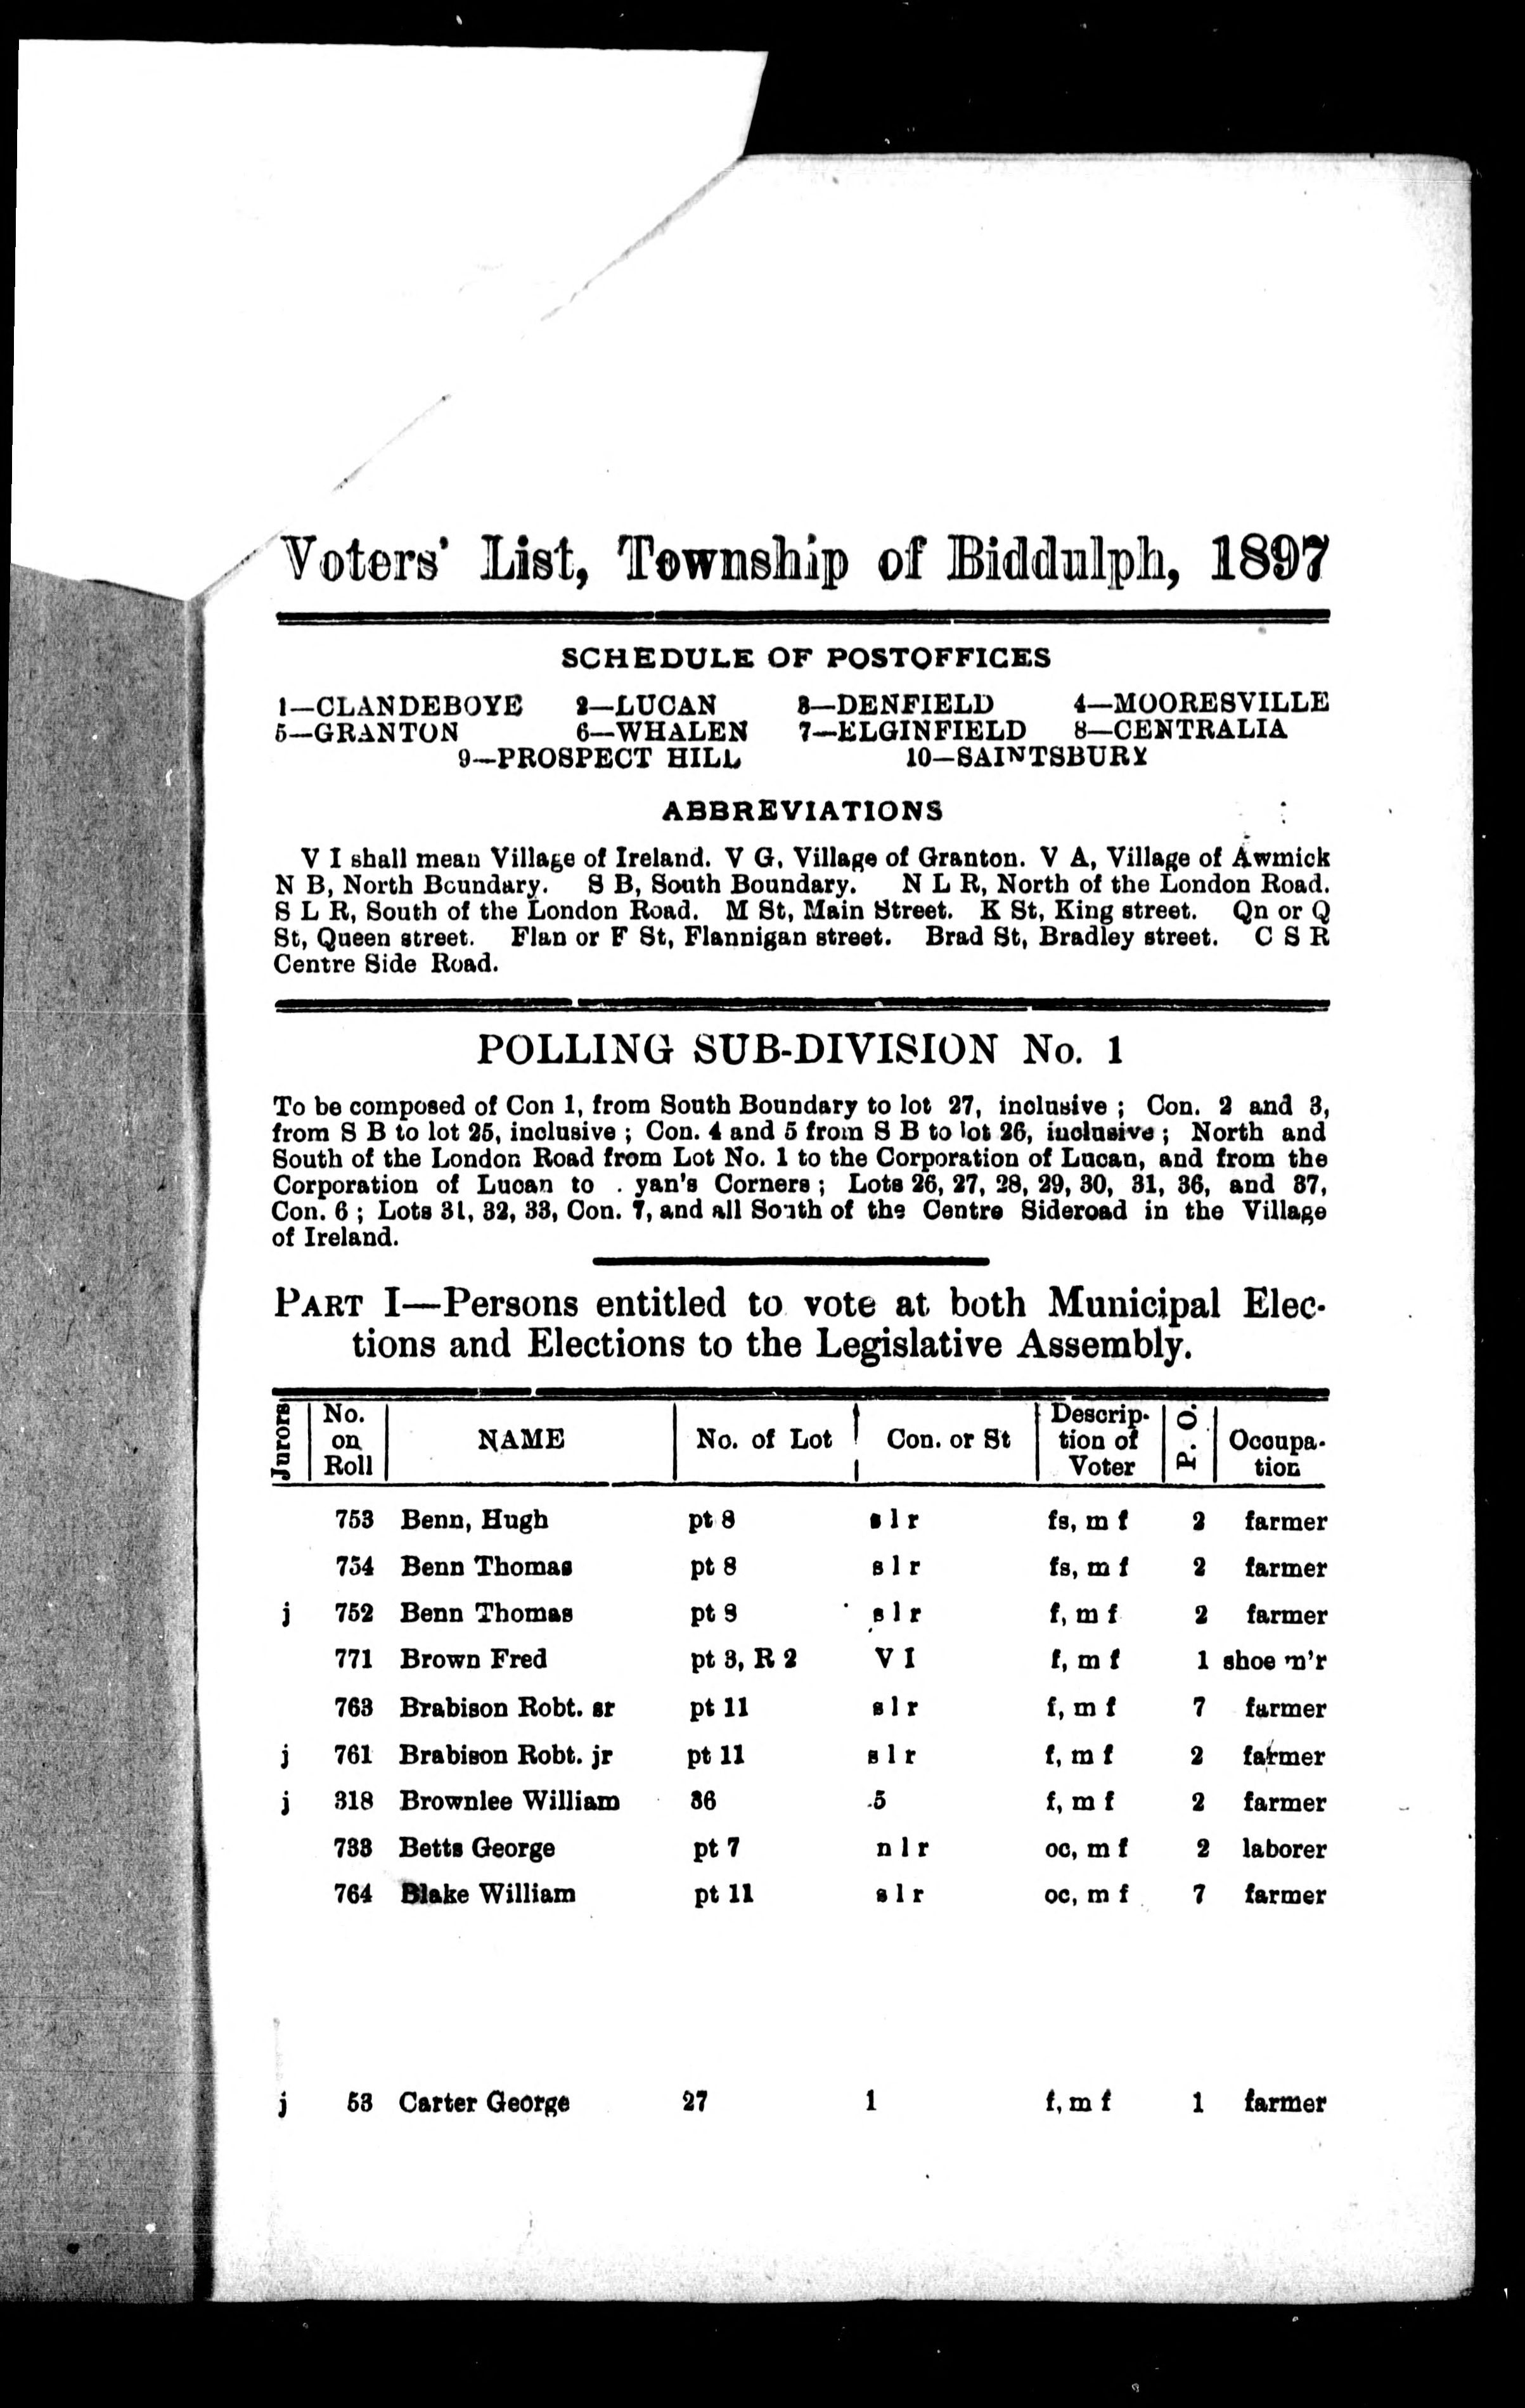 Voters' List, Township of Biddulph, 1897
SCHEDULE OF POSTOFFICES
1—CLANDEBOYE 2—LUCAN 3—DENFIELD 4—MOORESVILLE
5—GRANTON 6—WHALEN 7—ELGINFIELD 8—CENTRALIA
9—PROSPECT HILL 10—SAINTSBURY
ABBREVIATIONS
V I shall mean Village of Ireland. V G, Village of Granton. V A, Village of Awmick
N B, North Boundary. S B, South Boundary. N L R, North of the London Road.
S L R, South of the London Road. M St, Main Street. K St, King street. Qn or Q
St, Queen street. Flan or F St, Flannigan street. Brad St, Bradley street. C S R
Centre Side Road.
POLLING SUB-DIVISION No. 1
To be composed of Con 1, from South Boundary to lot 27, inclusive ; Con. 2 and 3,
from S B to lot 25, inclusive ; Con. 4 and 5 from S B to lot 26, inclusive ; North and
South of the London Road from Lot No. 1 to the Corporation of Lucan, and from the
Corporation of Lucan to . yan's Corners ; Lots 26, 27, 28, 29, 30, 31, 36, and 37,
Con. 6 ; Lots 31, 32, 33, Con. 7, and all South of the Centre Sideroad in the Village
of Ireland.
PART I—Persons entitled to vote at both Municipal Elec-
tions and Elections to the Legislative Assembly.
Jurors No. on Roll NAME No. of Lot Con. or St Descrip-tion of Voter P. O. Occupa-tion
753 Benn, Hugh pt 8 s l r fs, m f 2 farmer
754 Benn Thomas pt 8 s l r fs, m f 2 farmer
j 752 Benn Thomas pt 8 s l r f, m f 2 farmer
771 Brown Fred pt 3, R 2 V I f, m f 1 shoe m'r
763 Brabison Robt. sr pt 11 s l r f, m f 7 farmer
j 761 Brabison Robt. jr pt 11 s l r f, m f 2 farmer
j 318 Brownlee William 36 5 f, m f 2 farmer
733 Betts George pt 7 n l r oc, m f 2 laborer
764 Blake William pt 11 s l r oc, m f 7 farmer
j 53 Carter George 27 1 f, m f 1 farmer